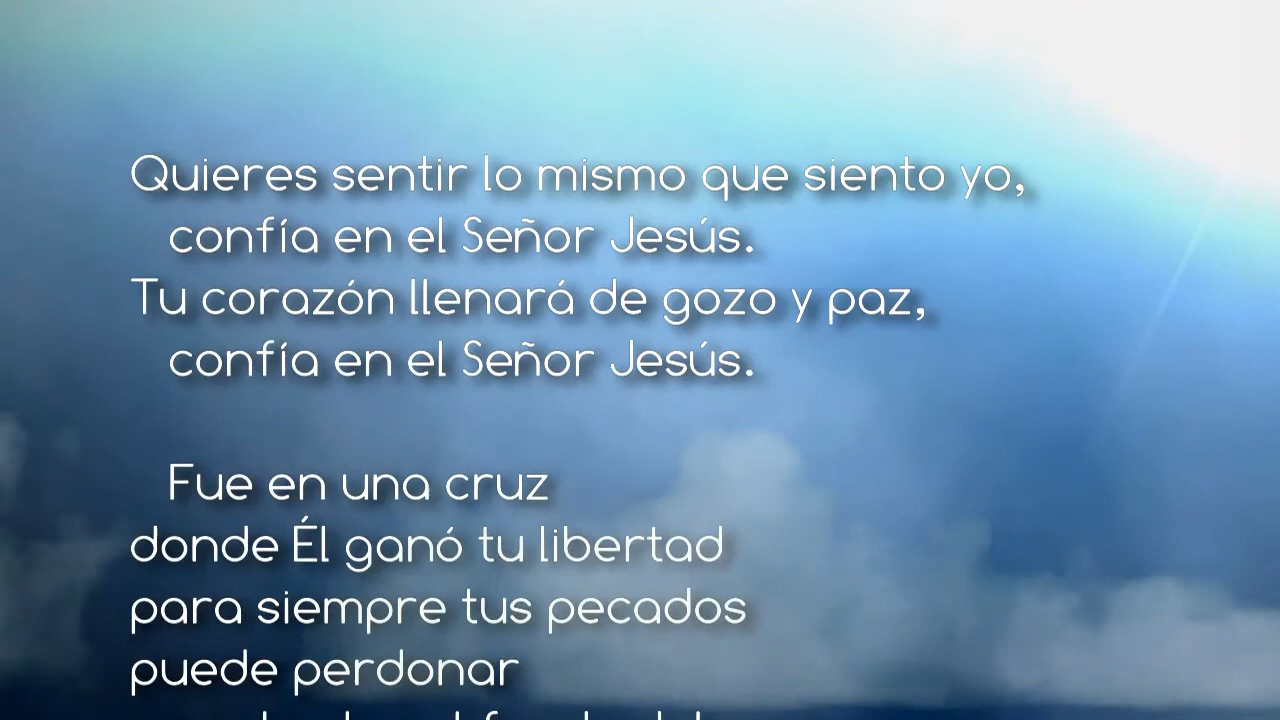 Quieres sentir lo mismo que siento yo,
confía en el Señor Jesús.
Tu corazón llenará de gozo y paz,
confía en el Señor Jesús.
Fue en una cruz
donde Él ganó tu libertad
para siempre tus pecados
puede perdonar